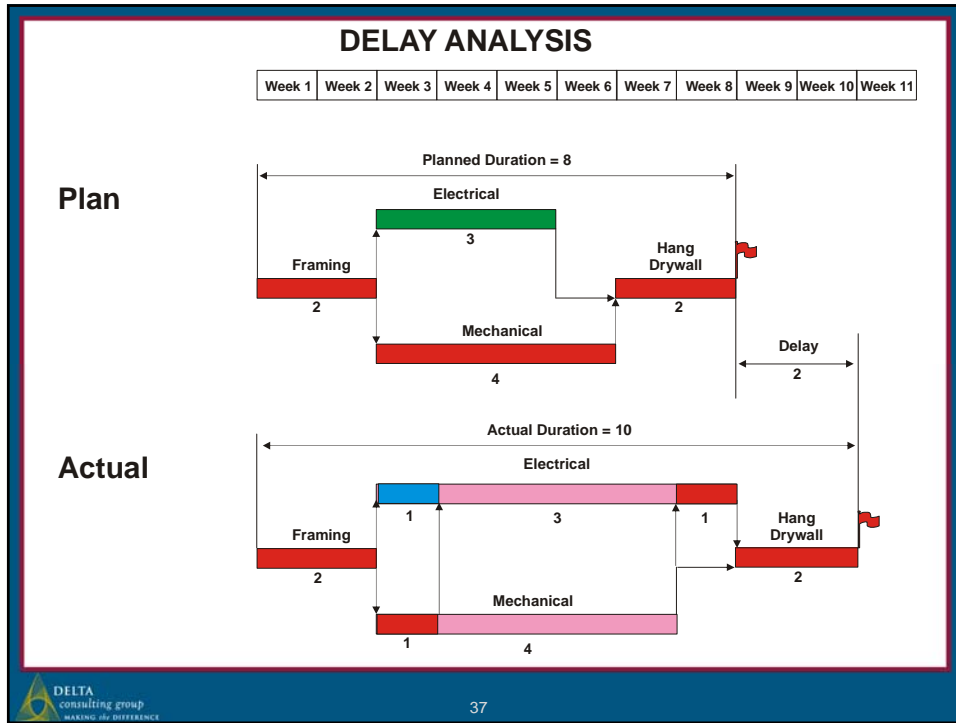 DELAY ANALYSIS
Week 1 Week 2 Week 3 Week 4 Week 5 Week 6 Week 7 Week 8 Week 9 Week 10 Week 11
Planned Duration = 8
Plan
Electrical
3
Framing
2
Hang
Drywall
2
Mechanical
4
Delay
2
Actual Duration = 10
Actual
Electrical
1 3 1
Framing
2
Hang
Drywall
2
Mechanical
1 4
DELTA
consulting group
MAKING the DIFFERENCE
37